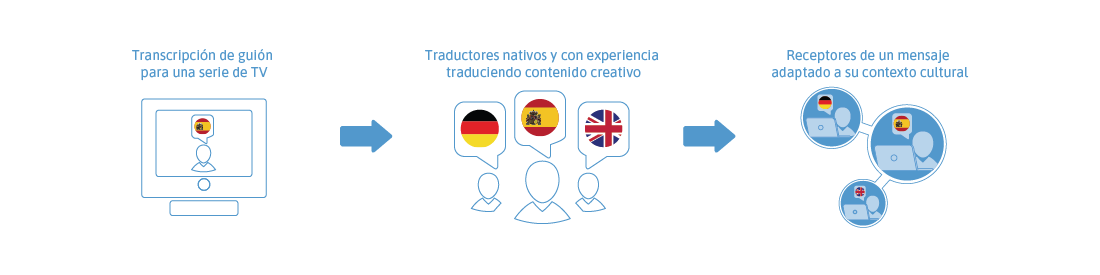 Transcripción de guión
para una serie de TV
Traductores nativos y con experiencia
traduciendo contenido creativo
Receptores de un mensaje
adaptado a su contexto cultural